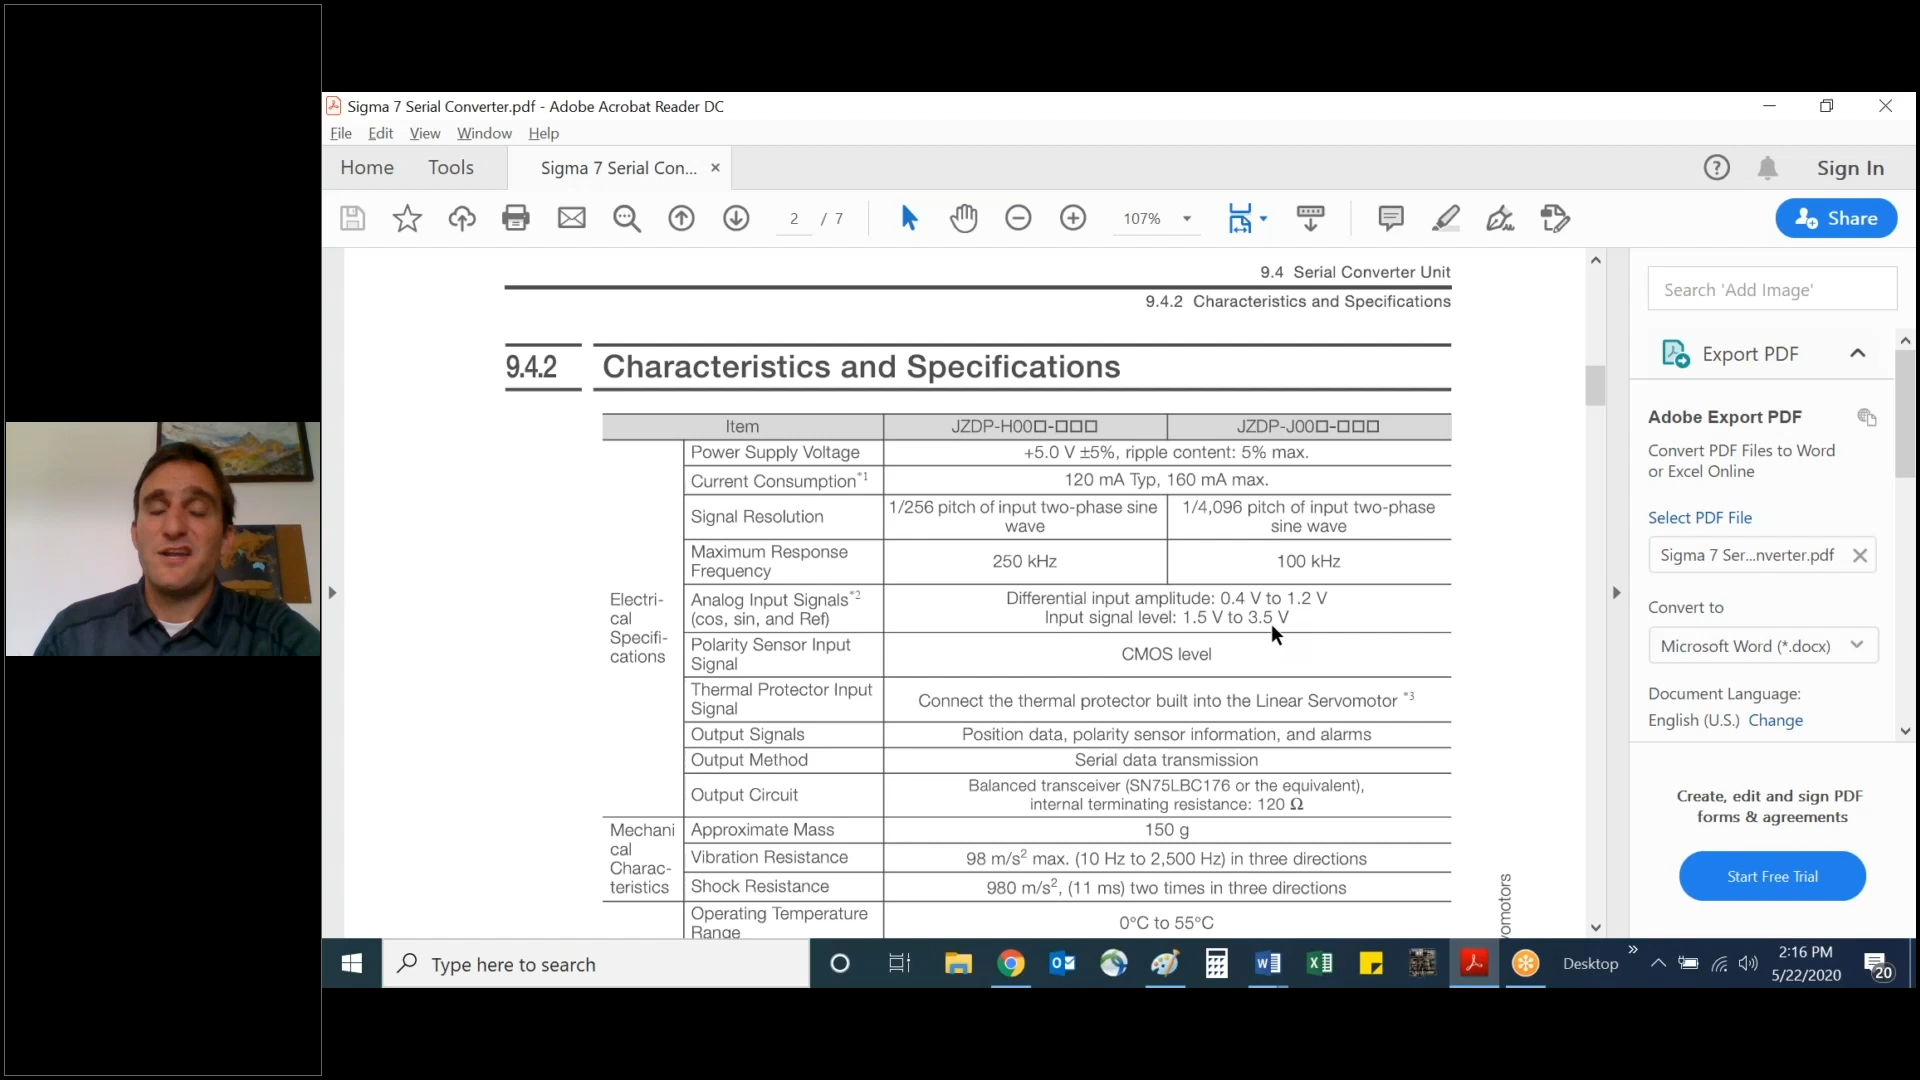 Sigma 7 Serial Converter.pdf - Adobe Acrobat Reader DC
File Edit View Window Help
Home Tools Sigma 7 Serial Con... ×
Sign In
2 / 7
107%
Share
9.4 Serial Converter Unit
9.4.2 Characteristics and Specifications
9.4.2 Characteristics and Specifications
Item JZDP-H00□-□□□ JZDP-J00□-□□□
Electri-
cal
Specifi-
cations
Power Supply Voltage +5.0 V ±5%, ripple content: 5% max.
Current Consumption*1 120 mA Typ, 160 mA max.
Signal Resolution
1/256 pitch of input two-phase sine
wave
1/4,096 pitch of input two-phase
sine wave
Maximum Response
Frequency
250 kHz 100 kHz
Analog Input Signals*2
(cos, sin, and Ref)
Differential input amplitude: 0.4 V to 1.2 V
Input signal level: 1.5 V to 3.5 V
Polarity Sensor Input
Signal
CMOS level
Thermal Protector Input
Signal
Connect the thermal protector built into the Linear Servomotor *3
Output Signals Position data, polarity sensor information, and alarms
Output Method Serial data transmission
Output Circuit
Balanced transceiver (SN75LBC176 or the equivalent),
internal terminating resistance: 120 Ω
Mechani
cal
Charac-
teristics
Approximate Mass 150 g
Vibration Resistance 98 m/s2 max. (10 Hz to 2,500 Hz) in three directions
Shock Resistance 980 m/s2, (11 ms) two times in three directions
Operating Temperature
Range
0°C to 55°C
vomotors
Search 'Add Image'
Export PDF
Adobe Export PDF
Convert PDF Files to Word
or Excel Online
Select PDF File
Sigma 7 Ser...nverter.pdf
Convert to
Microsoft Word (*.docx)
Document Language:
English (U.S.) Change
Create, edit and sign PDF
forms & agreements
Start Free Trial
Type here to search
Desktop
2:16 PM
5/22/2020
20